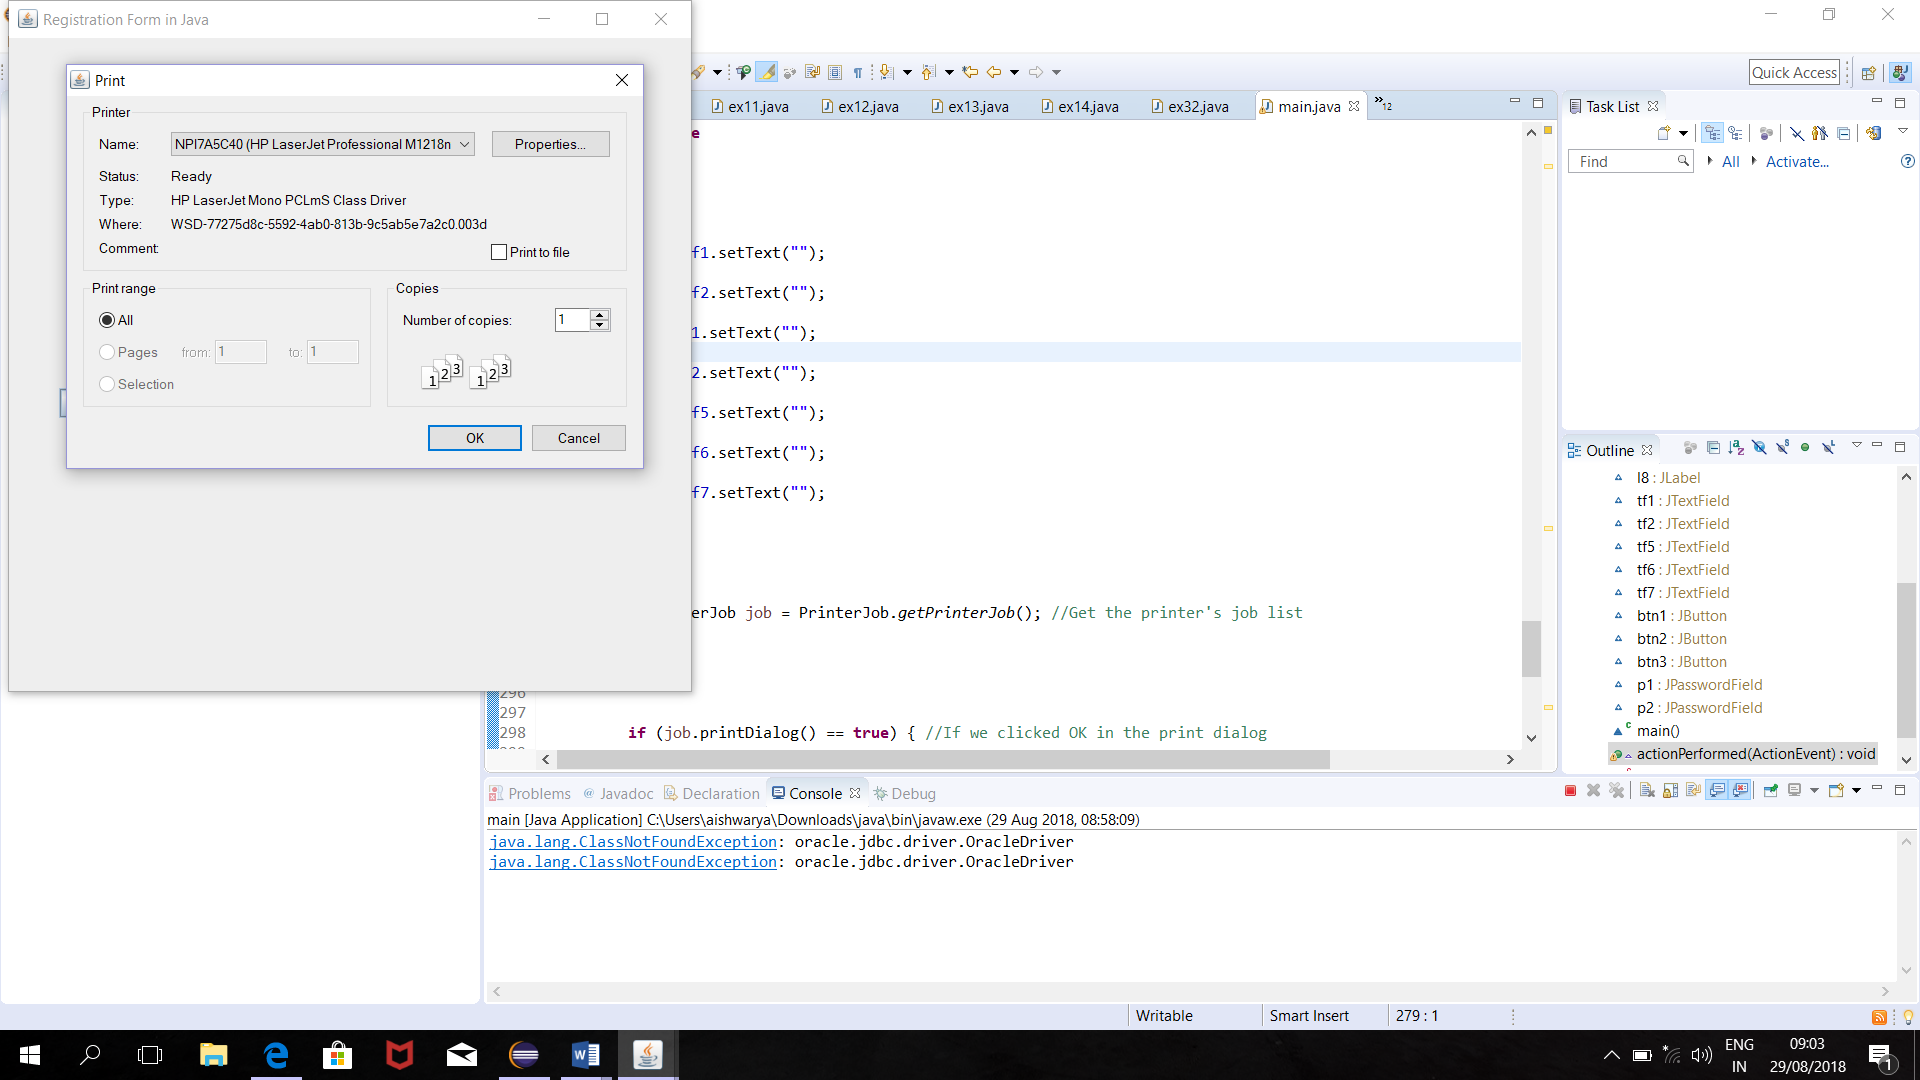 Registration Form in Java
Print
Printer
Name: NPI7A5C40 (HP LaserJet Professional M1218n Properties...
Status: Ready
Type: HP LaserJet Mono PCLmS Class Driver
Where: WSD-77275d8c-5592-4ab0-813b-9c5ab5e7a2c0.003d
Comment:
Print to file
Print range
All
Pages from: 1 to: 1
Selection
Copies
Number of copies: 1
1 2 3 1 2 3
OK Cancel
Quick Access
ex11.java ex12.java ex13.java ex14.java ex32.java main.java »12
e
f1.setText("");
f2.setText("");
1.setText("");
2.setText("");
f5.setText("");
f6.setText("");
f7.setText("");
erJob job = PrinterJob.getPrinterJob(); //Get the printer's job list
296
297
298 if (job.printDialog() == true) { //If we clicked OK in the print dialog
Task List
Find All Activate...
Outline
l8 : JLabel
tf1 : JTextField
tf2 : JTextField
tf5 : JTextField
tf6 : JTextField
tf7 : JTextField
btn1 : JButton
btn2 : JButton
btn3 : JButton
p1 : JPasswordField
p2 : JPasswordField
main()
actionPerformed(ActionEvent) : void
Problems @ Javadoc Declaration Console Debug
main [Java Application] C:\Users\aishwarya\Downloads\java\bin\javaw.exe (29 Aug 2018, 08:58:09)
java.lang.ClassNotFoundException: oracle.jdbc.driver.OracleDriver
java.lang.ClassNotFoundException: oracle.jdbc.driver.OracleDriver
Writable Smart Insert 279 : 1
ENG
IN
09:03
29/08/2018
1